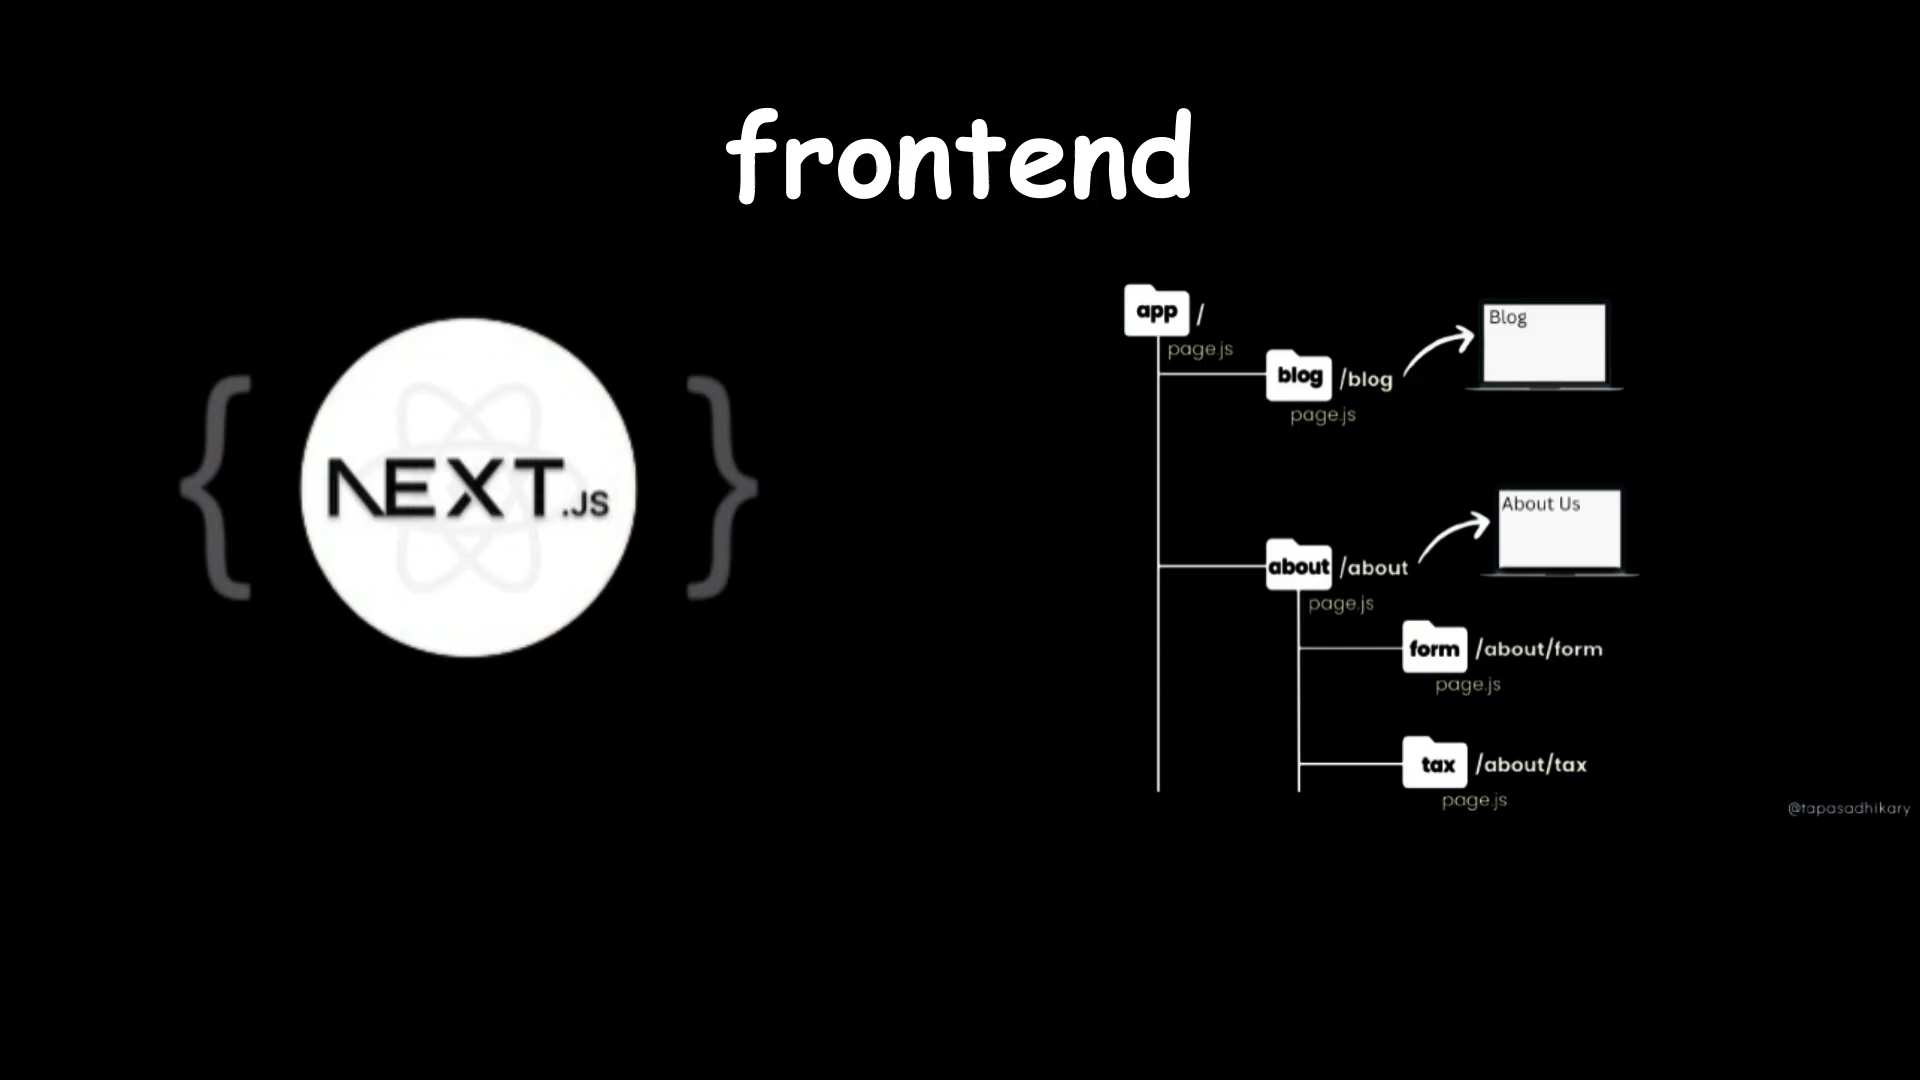 frontend
NEXT.JS
app /
page.js
blog /blog
page.js
Blog
about /about
page.js
About Us
form /about/form
page.js
tax /about/tax
page.js
@tapasadhikary